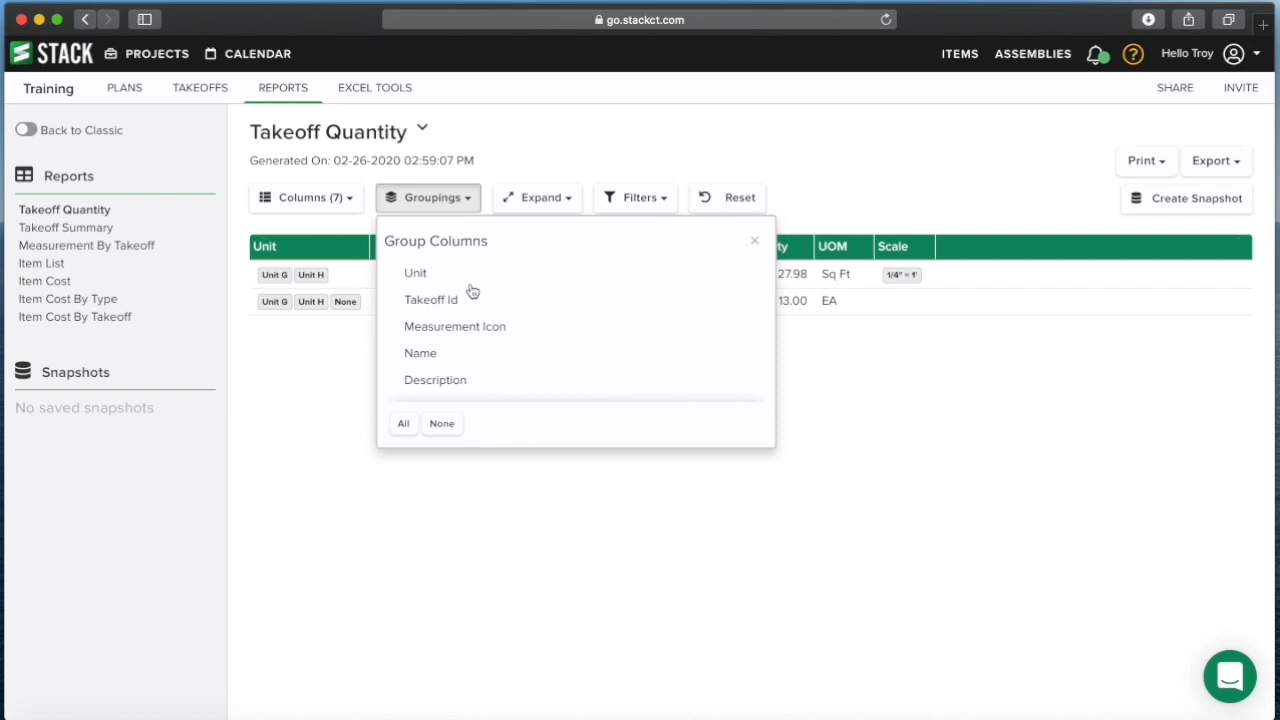 go.stackct.com
STACK PROJECTS CALENDAR ITEMS ASSEMBLIES ? Hello Troy
Training PLANS TAKEOFFS REPORTS EXCEL TOOLS SHARE INVITE
Back to Classic
Reports
Takeoff Quantity
Takeoff Summary
Measurement By Takeoff
Item List
Item Cost
Item Cost By Type
Item Cost By Takeoff
Snapshots
No saved snapshots
Takeoff Quantity
Generated On: 02-26-2020 02:59:07 PM
Print Export
Columns (7) Groupings Expand Filters Reset Create Snapshot
Unit ty UOM Scale
Unit G Unit H 27.98 Sq Ft 1/4" = 1'
Unit G Unit H None 13.00 EA
Group Columns ×
Unit
Takeoff Id
Measurement Icon
Name
Description
All None